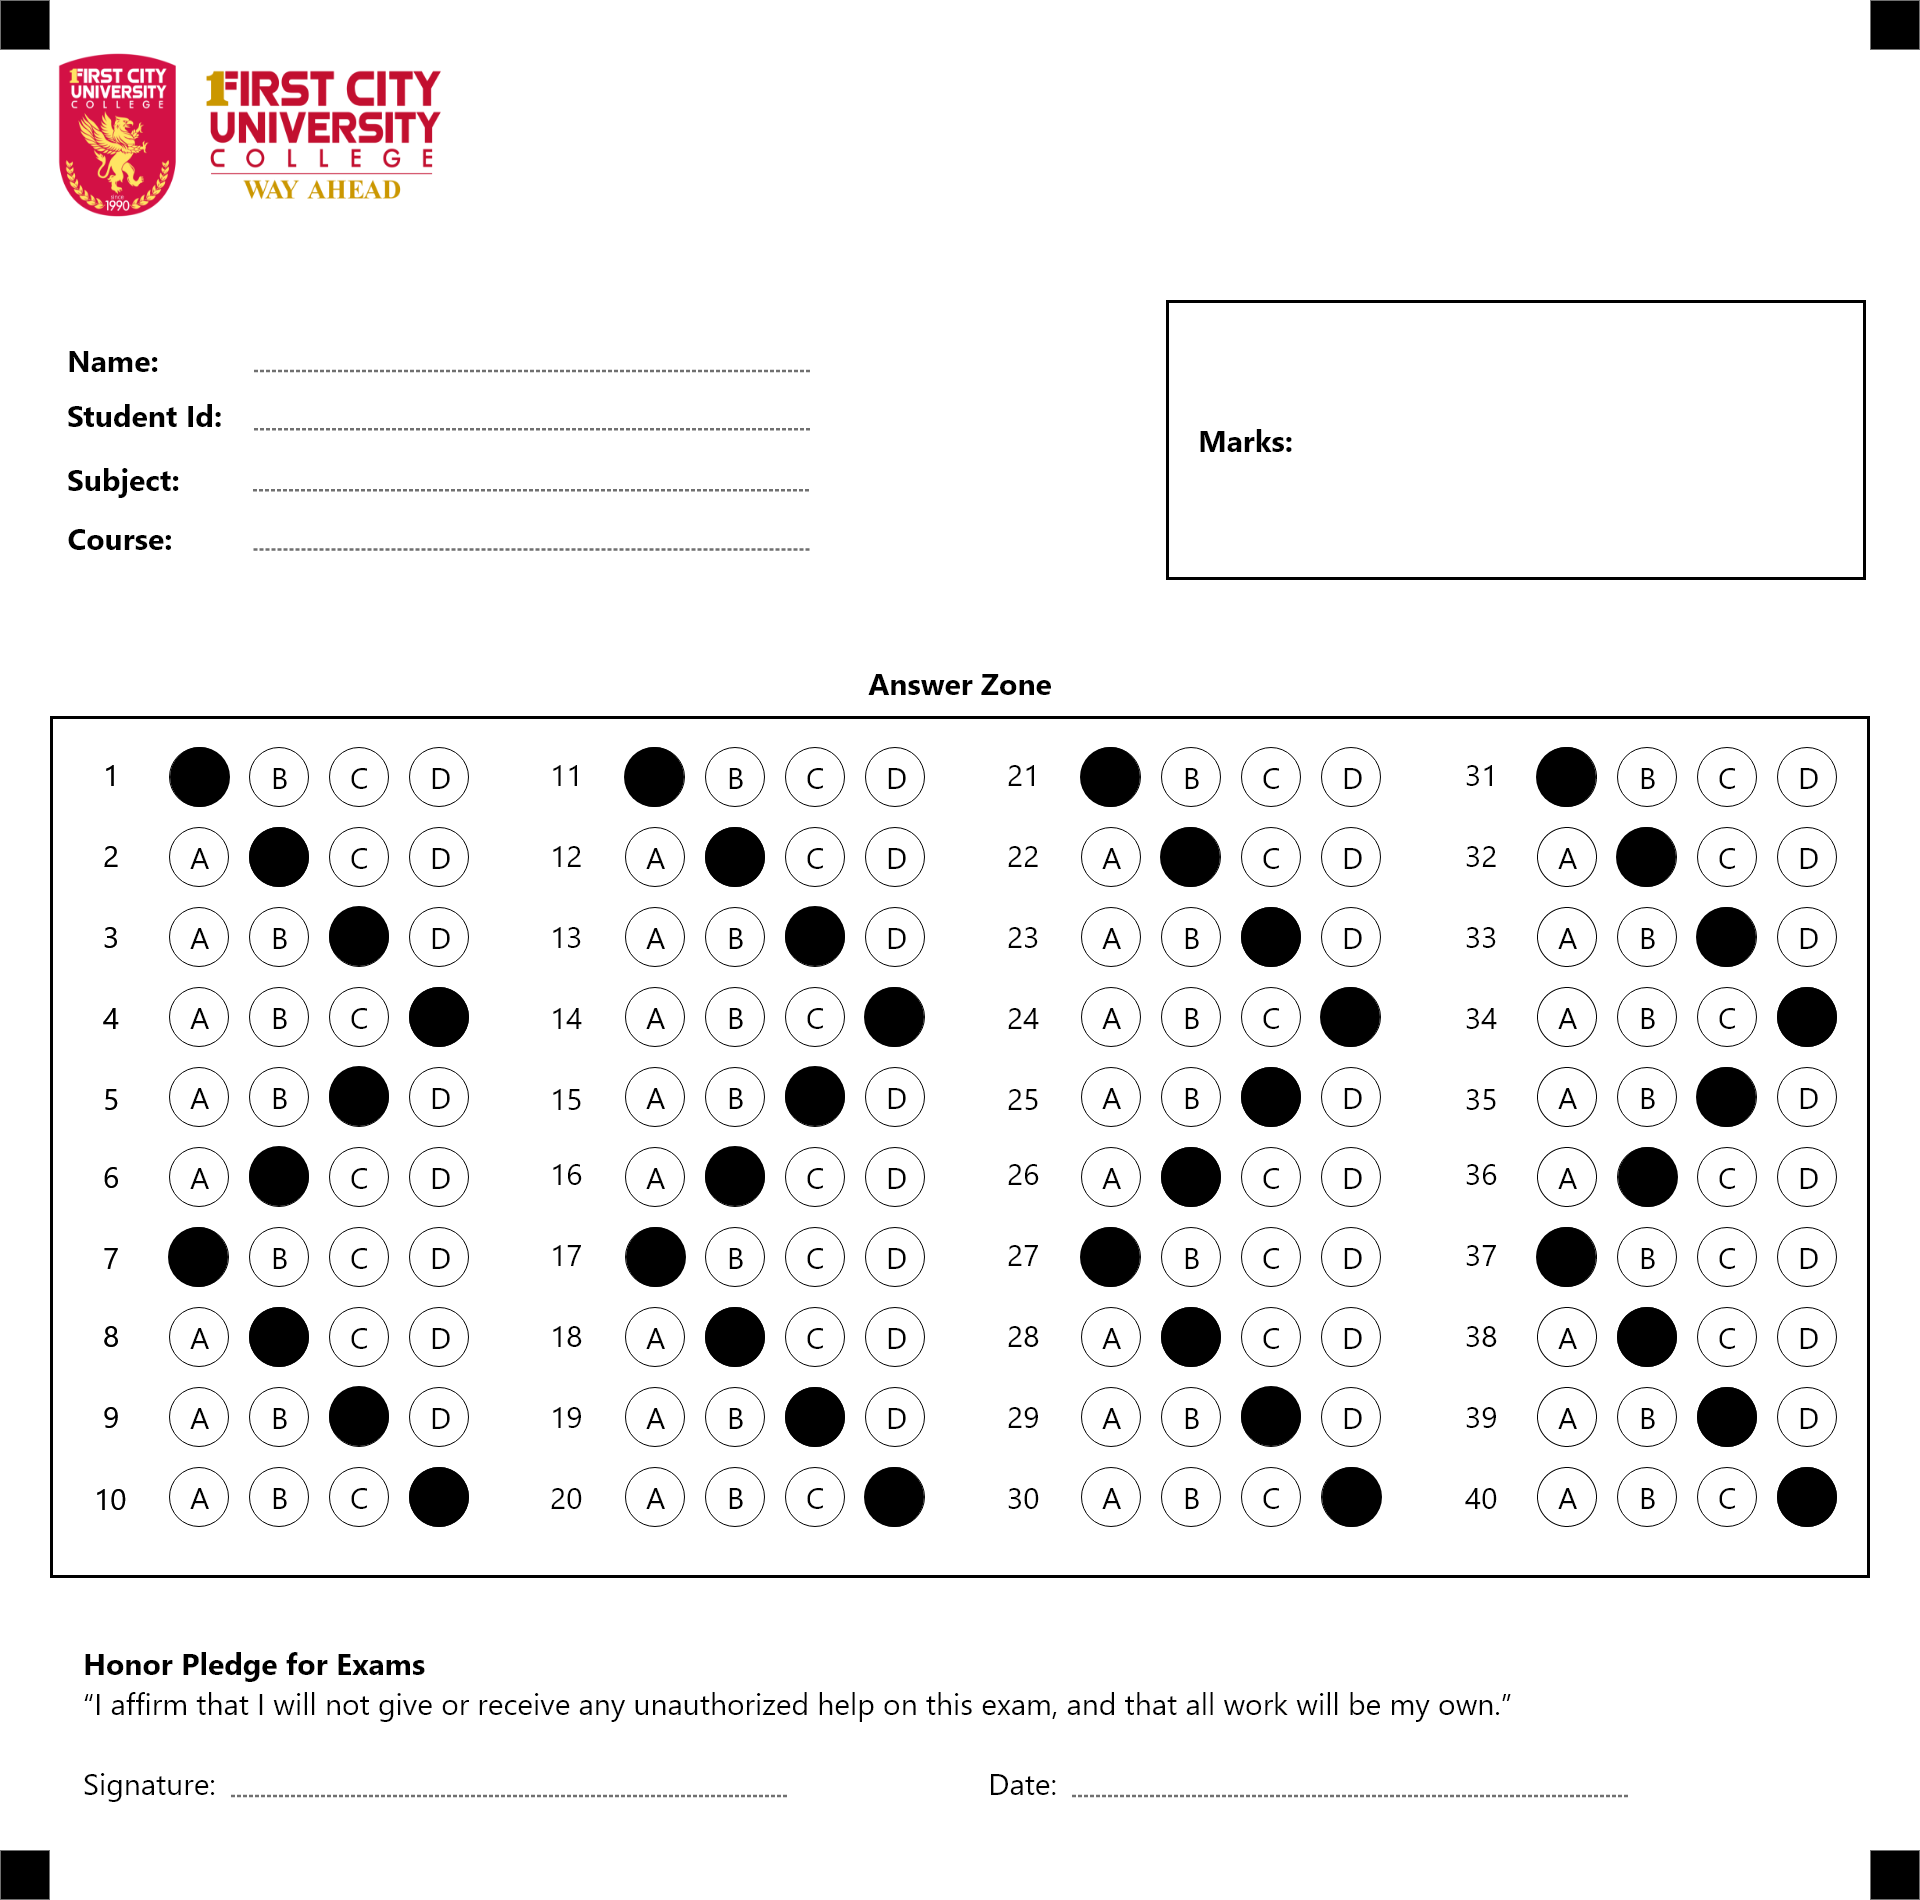 1FIRST CITY
UNIVERSITY
COLLEGE
1990
1FIRST CITY
UNIVERSITY
COLLEGE
WAY AHEAD
Name:
Student Id:
Subject:
Course:
Marks:
Answer Zone
1 B C D 11 B C D 21 B C D 31 B C D
2 A C D 12 A C D 22 A C D 32 A C D
3 A B D 13 A B D 23 A B D 33 A B D
4 A B C 14 A B C 24 A B C 34 A B C
5 A B D 15 A B D 25 A B D 35 A B D
6 A C D 16 A C D 26 A C D 36 A C D
7 B C D 17 B C D 27 B C D 37 B C D
8 A C D 18 A C D 28 A C D 38 A C D
9 A B D 19 A B D 29 A B D 39 A B D
10 A B C 20 A B C 30 A B C 40 A B C
Honor Pledge for Exams
“I affirm that I will not give or receive any unauthorized help on this exam, and that all work will be my own.”
Signature: Date: